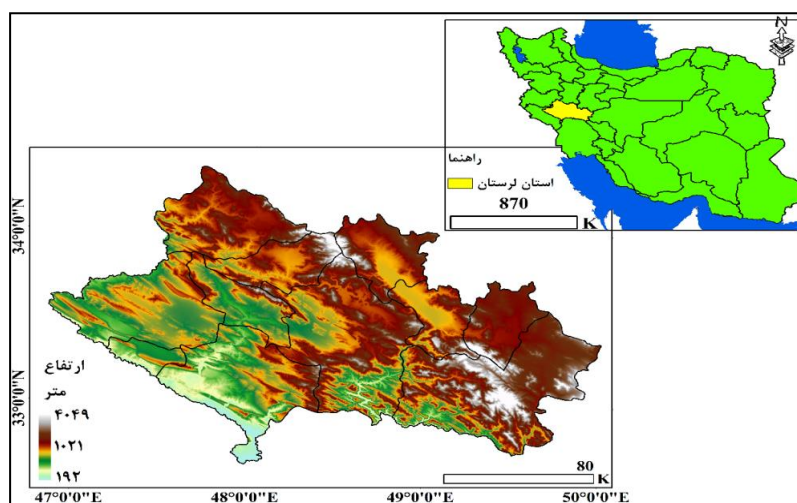 N
راهنما
استان لرستان
870
K
34°0'0"N
33°0'0"N
ارتفاع
متر
۴۰۴۹
۱۰۲۱
۱۹۲
80
K
47°0'0"E
48°0'0"E
49°0'0"E
50°0'0"E